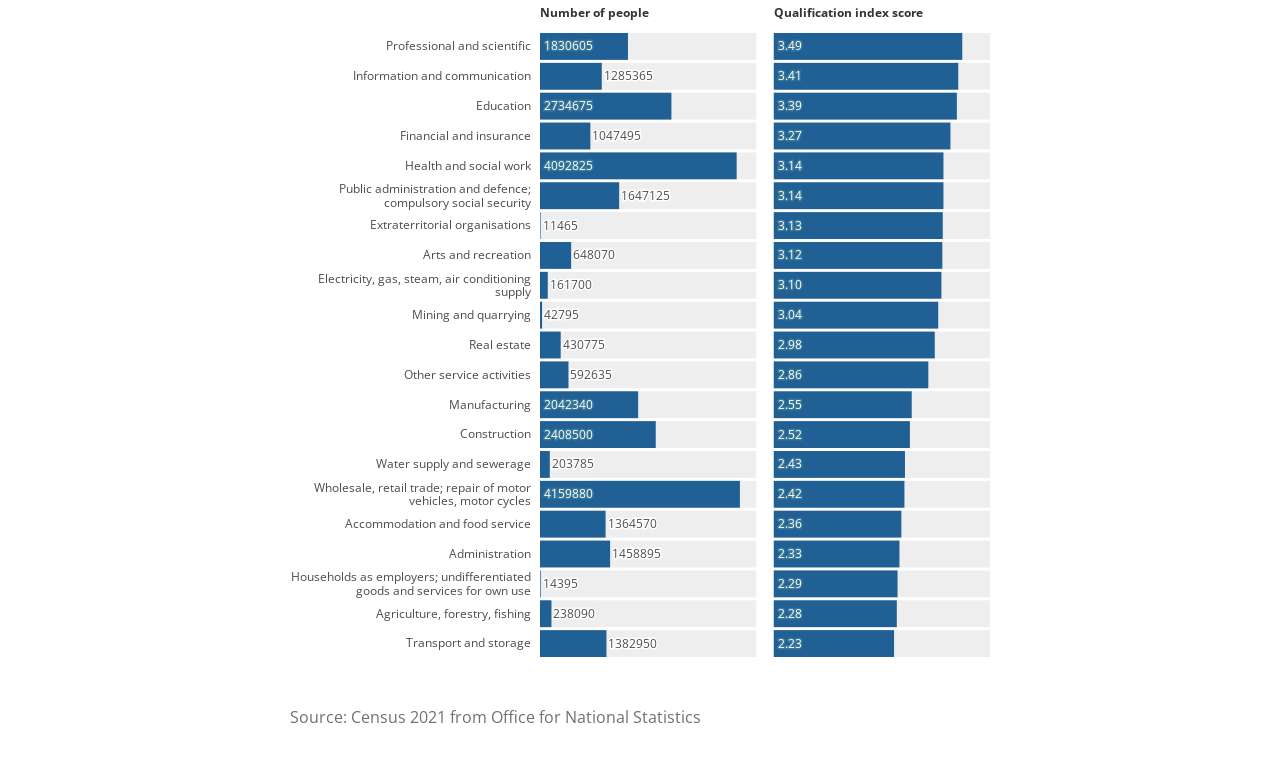 Number of people Qualification index score
Professional and scientific 1830605 3.49
Information and communication 1285365 3.41
Education 2734675 3.39
Financial and insurance 1047495 3.27
Health and social work 4092825 3.14
Public administration and defence;
compulsory social security 1647125 3.14
Extraterritorial organisations 11465 3.13
Arts and recreation 648070 3.12
Electricity, gas, steam, air conditioning
supply 161700 3.10
Mining and quarrying 42795 3.04
Real estate 430775 2.98
Other service activities 592635 2.86
Manufacturing 2042340 2.55
Construction 2408500 2.52
Water supply and sewerage 203785 2.43
Wholesale, retail trade; repair of motor
vehicles, motor cycles 4159880 2.42
Accommodation and food service 1364570 2.36
Administration 1458895 2.33
Households as employers; undifferentiated
goods and services for own use 14395 2.29
Agriculture, forestry, fishing 238090 2.28
Transport and storage 1382950 2.23
Source: Census 2021 from Office for National Statistics